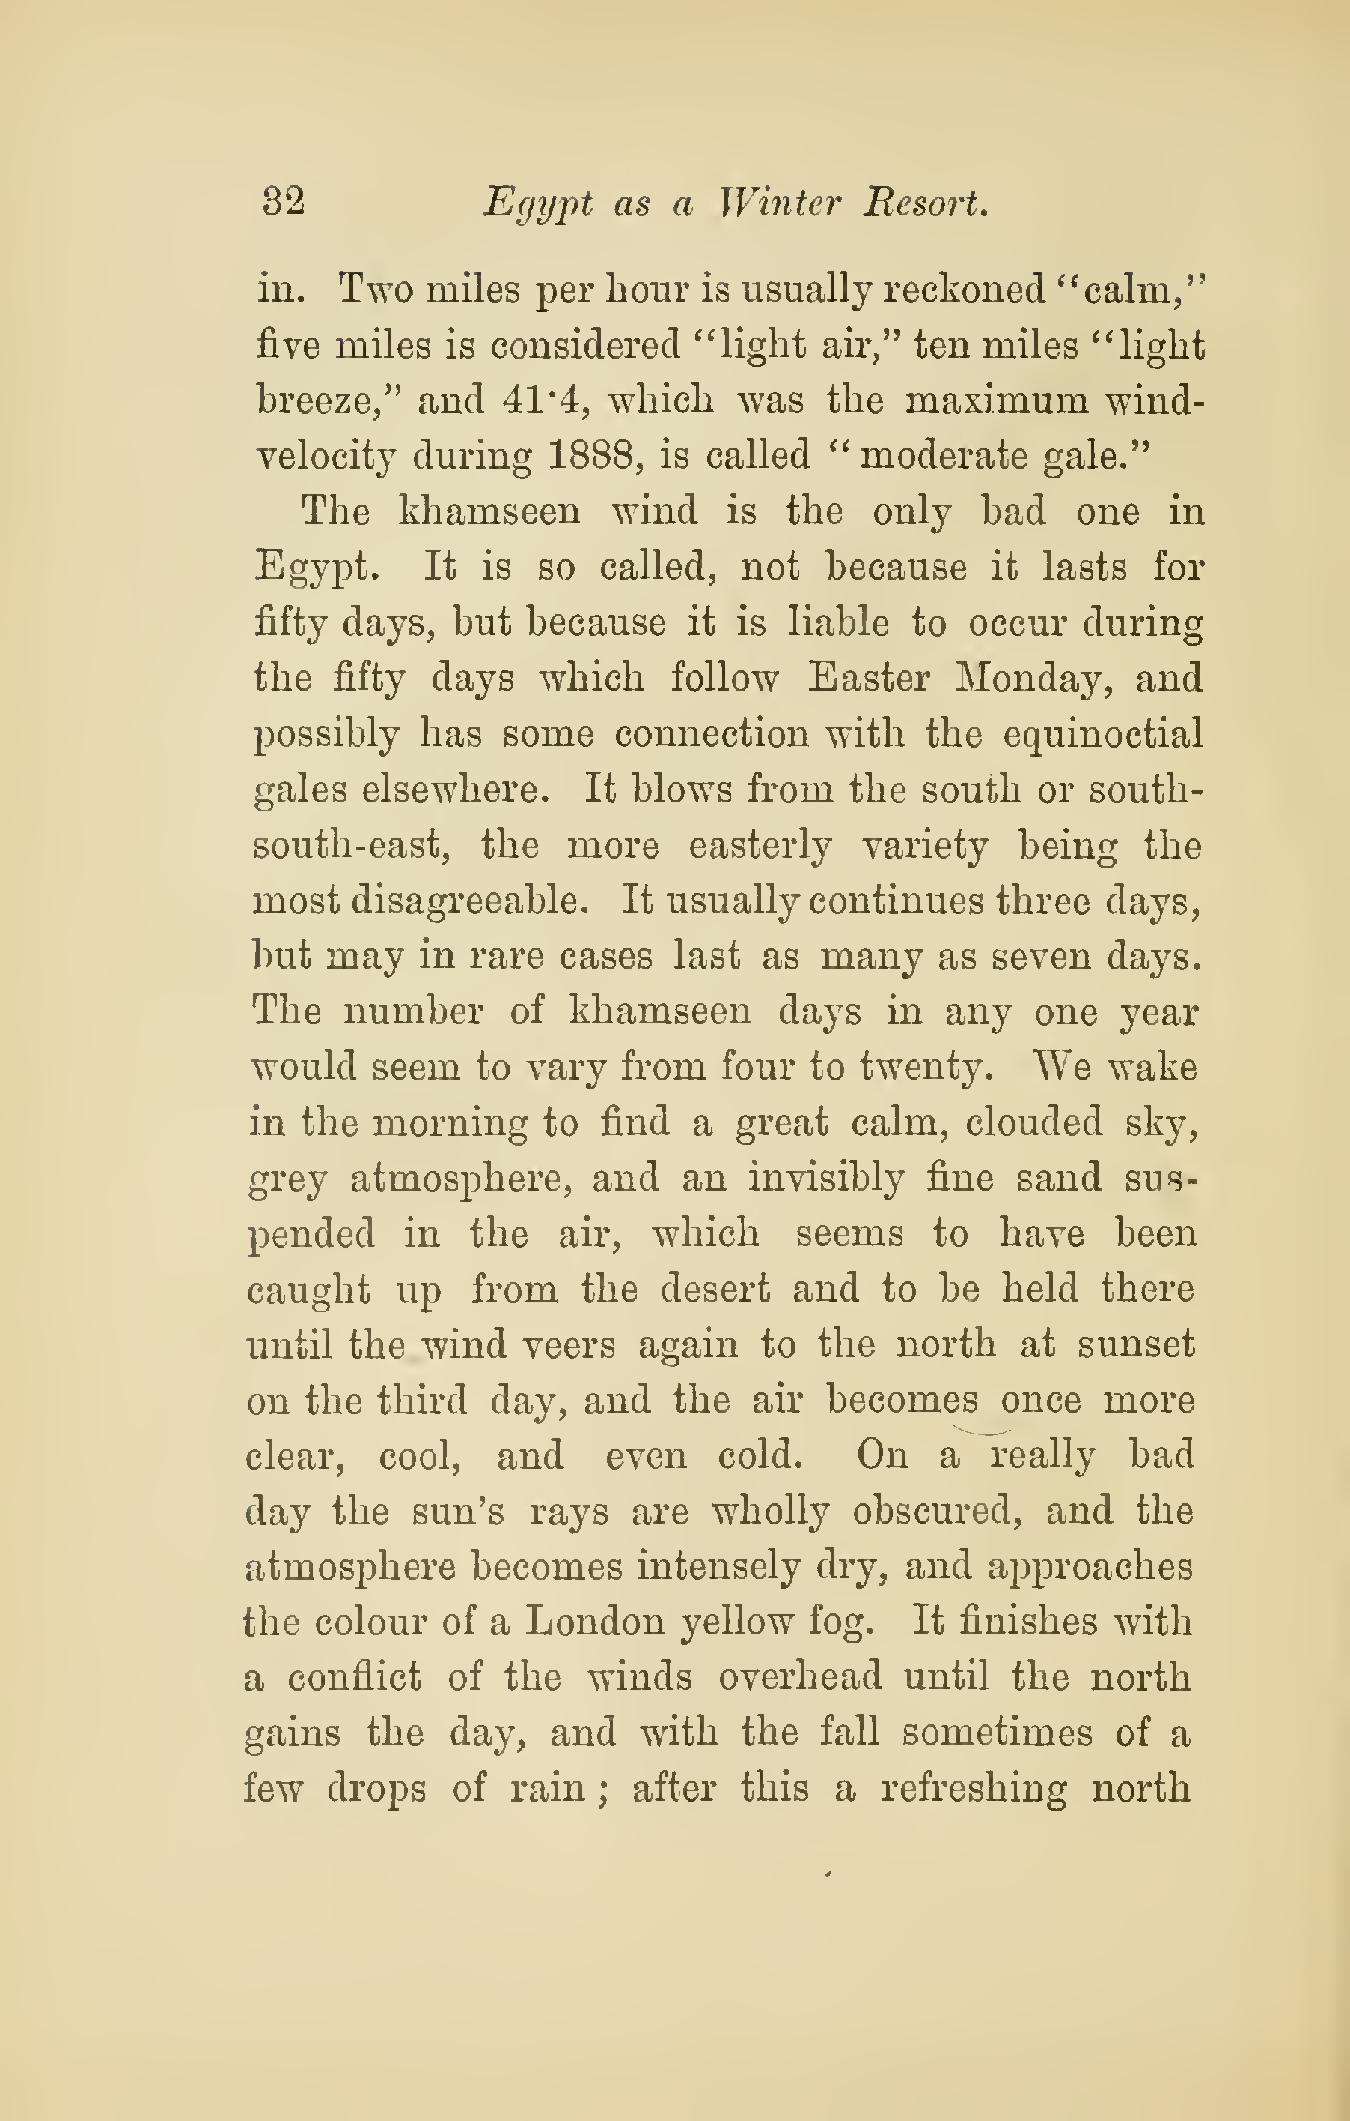 32 Egypt as a Winter Resort.
in. Two miles per hour is usually reckoned "calm,"
five miles is considered "light air," ten miles "light
breeze," and 41·4, which was the maximum wind-
velocity during 1888, is called " moderate gale."
The khamseen wind is the only bad one in
Egypt. It is so called, not because it lasts for
fifty days, but because it is liable to occur during
the fifty days which follow Easter Monday, and
possibly has some connection with the equinoctial
gales elsewhere. It blows from the south or south-
south-east, the more easterly variety being the
most disagreeable. It usually continues three days,
but may in rare cases last as many as seven days.
The number of khamseen days in any one year
would seem to vary from four to twenty. We wake
in the morning to find a great calm, clouded sky,
grey atmosphere, and an invisibly fine sand sus-
pended in the air, which seems to have been
caught up from the desert and to be held there
until the wind veers again to the north at sunset
on the third day, and the air becomes once more
clear, cool, and even cold. On a really bad
day the sun's rays are wholly obscured, and the
atmosphere becomes intensely dry, and approaches
the colour of a London yellow fog. It finishes with
a conflict of the winds overhead until the north
gains the day, and with the fall sometimes of a
few drops of rain ; after this a refreshing north